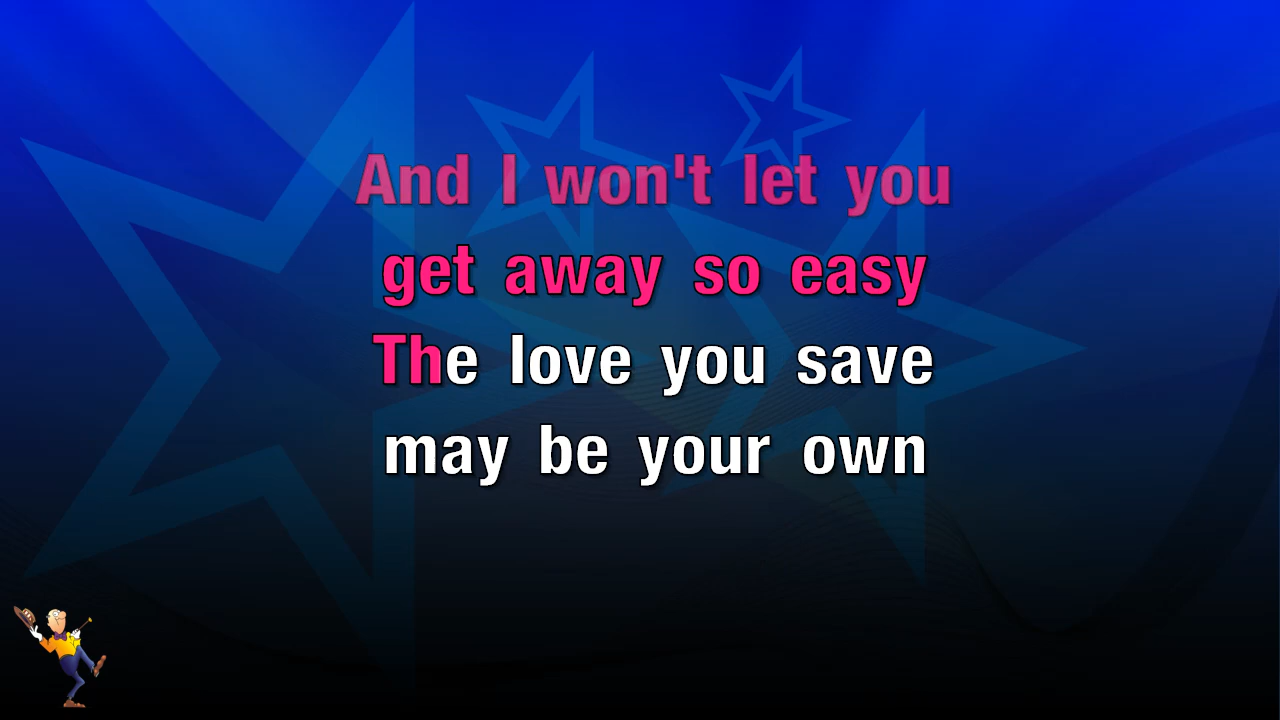 And I won't let you
get away so easy
The love you save
may be your own